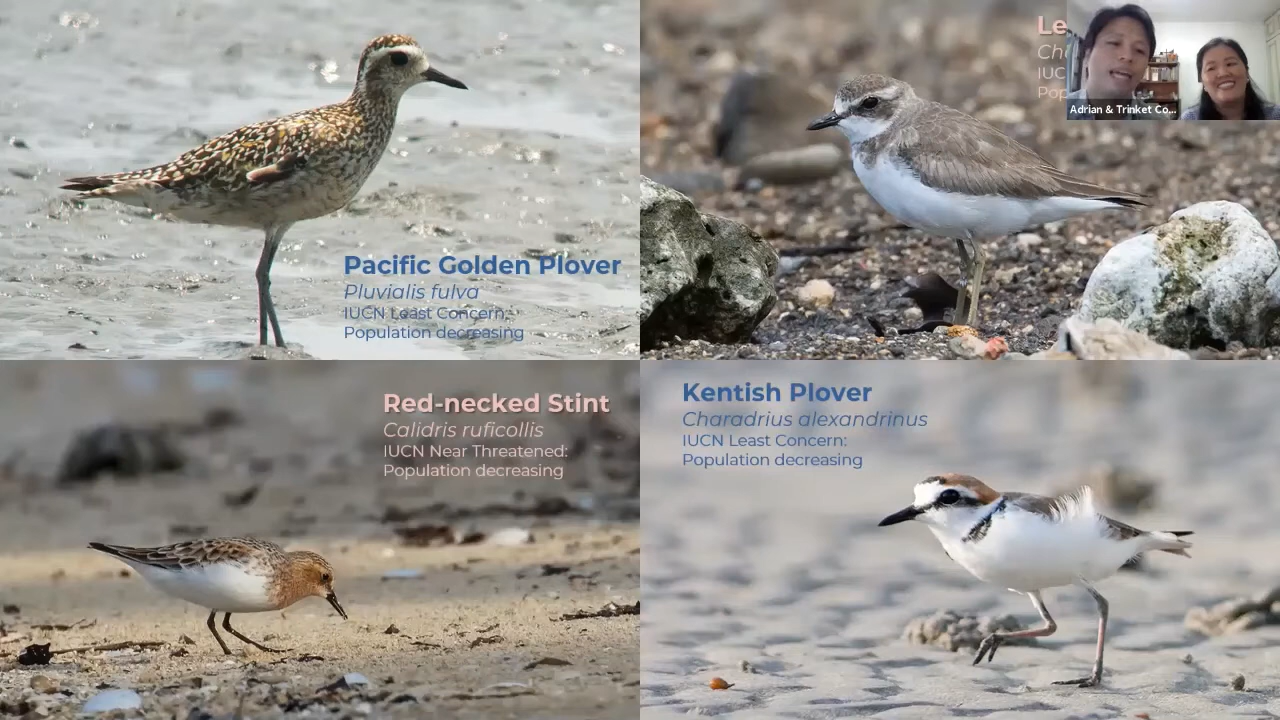 Pacific Golden Plover
Pluvialis fulva
IUCN Least Concern:
Population decreasing
Le
Ch
IUC
Pop
Adrian & Trinket Co...
Red-necked Stint
Calidris ruficollis
IUCN Near Threatened:
Population decreasing
Kentish Plover
Charadrius alexandrinus
IUCN Least Concern:
Population decreasing